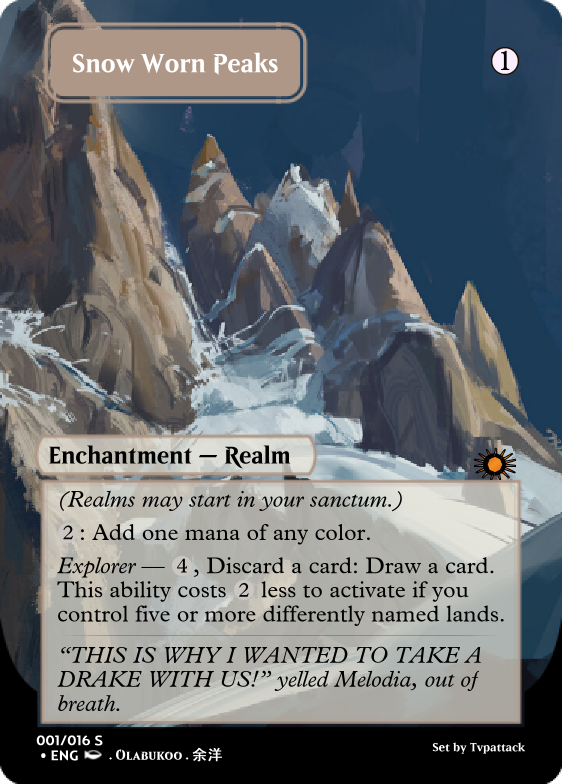 Snow Worn Peaks
1
Enchantment — Realm
(Realms may start in your sanctum.)
2 : Add one mana of any color.
Explorer — 4 , Discard a card: Draw a card.
This ability costs 2 less to activate if you
control five or more differently named lands.
“THIS IS WHY I WANTED TO TAKE A
DRAKE WITH US!” yelled Melodia, out of
breath.
001/016 S
• ENG . Olabukoo . 余洋
Set by Tvpattack